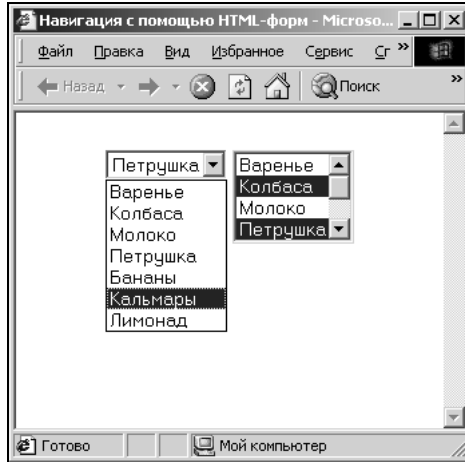 Навигация с помощью HTML-форм - Microso...
Файл Правка Вид Избранное Сервис Сг »
Назад Поиск »
Петрушка
Варенье
Колбаса
Молоко
Петрушка
Бананы
Кальмары
Лимонад
Варенье
Колбаса
Молоко
Петрушка
Готово Мой компьютер